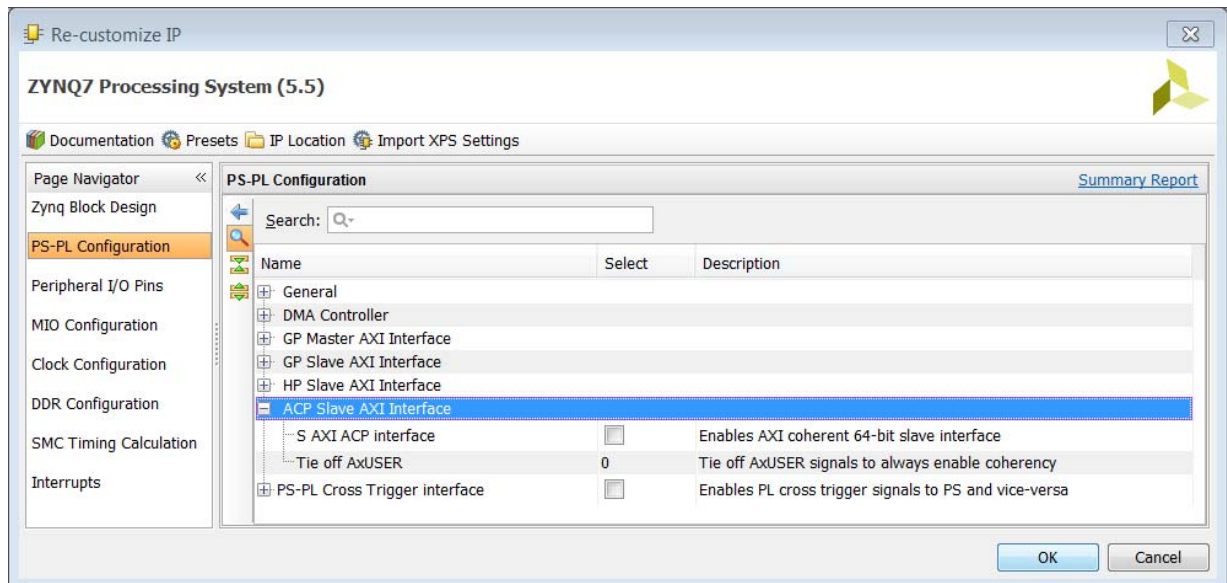 Re-customize IP
ZYNQ7 Processing System (5.5)
Documentation Presets IP Location Import XPS Settings
Page Navigator «
Zynq Block Design
PS-PL Configuration
Peripheral I/O Pins
MIO Configuration
Clock Configuration
DDR Configuration
SMC Timing Calculation
Interrupts
PS-PL Configuration Summary Report
Search:
Name Select Description
General
DMA Controller
GP Master AXI Interface
GP Slave AXI Interface
HP Slave AXI Interface
ACP Slave AXI Interface
S AXI ACP interface Enables AXI coherent 64-bit slave interface
Tie off AxUSER 0 Tie off AxUSER signals to always enable coherency
PS-PL Cross Trigger interface Enables PL cross trigger signals to PS and vice-versa
OK Cancel